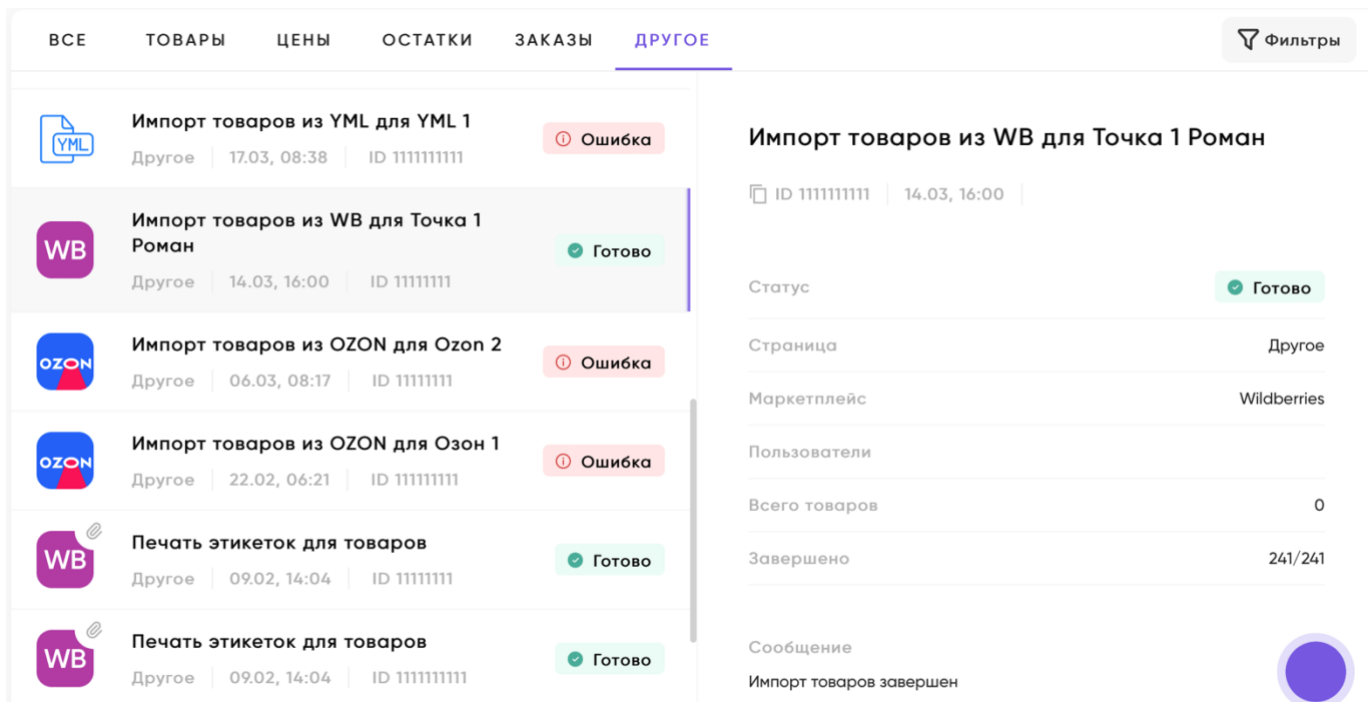 ВСЕ ТОВАРЫ ЦЕНЫ ОСТАТКИ ЗАКАЗЫ ДРУГОЕ Фильтры
YML
Импорт товаров из YML для YML 1
Другое 17.03, 08:38 ID 1111111111
Ошибка
WB
Импорт товаров из WB для Точка 1
Роман
Другое 14.03, 16:00 ID 11111111
Готово
OZON
Импорт товаров из OZON для Ozon 2
Другое 06.03, 08:17 ID 11111111
Ошибка
OZON
Импорт товаров из OZON для Озон 1
Другое 22.02, 06:21 ID 111111111
Ошибка
WB
Печать этикеток для товаров
Другое 09.02, 14:04 ID 11111111
Готово
WB
Печать этикеток для товаров
Другое 09.02, 14:04 ID 1111111111
Готово
Импорт товаров из WB для Точка 1 Роман
ID 1111111111 14.03, 16:00
Статус Готово
Страница Другое
Маркетплейс Wildberries
Пользователи
Всего товаров 0
Завершено 241/241
Сообщение
Импорт товаров завершен